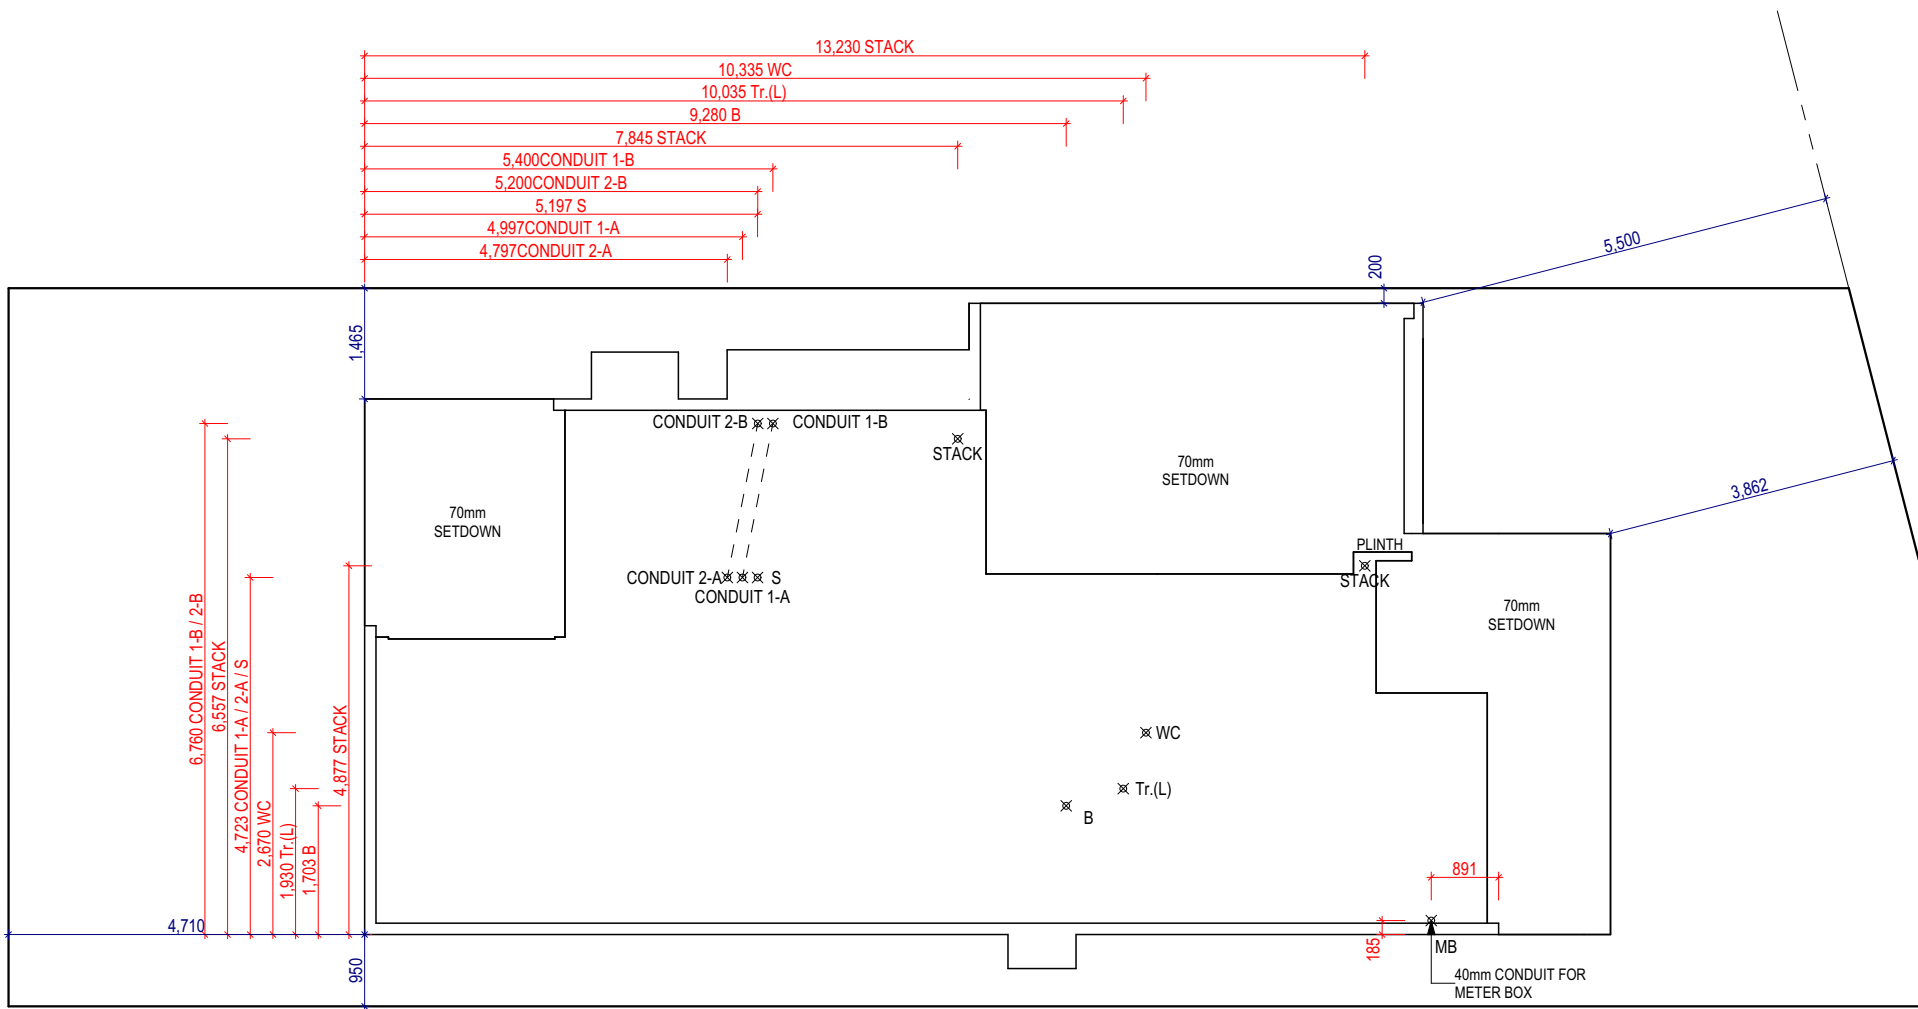 13,230 STACK
10,335 WC
10,035 Tr.(L)
9,280 B
7,845 STACK
5,400CONDUIT 1-B
5,200CONDUIT 2-B
5,197 S
4,997CONDUIT 1-A
4,797CONDUIT 2-A
5,500
200
1,465
CONDUIT 2-B
CONDUIT 1-B
STACK
70mm
SETDOWN
3,862
70mm
SETDOWN
PLINTH
STACK
CONDUIT 2-A
S
CONDUIT 1-A
70mm
SETDOWN
6,760 CONDUIT 1-B / 2-B
6,557 STACK
4,723 CONDUIT 1-A / 2-A / S
2,670 WC
1,930 Tr.(L)
1,703 B
4,877 STACK
WC
Tr.(L)
B
891
4,710
185
MB
950
40mm CONDUIT FOR
METER BOX